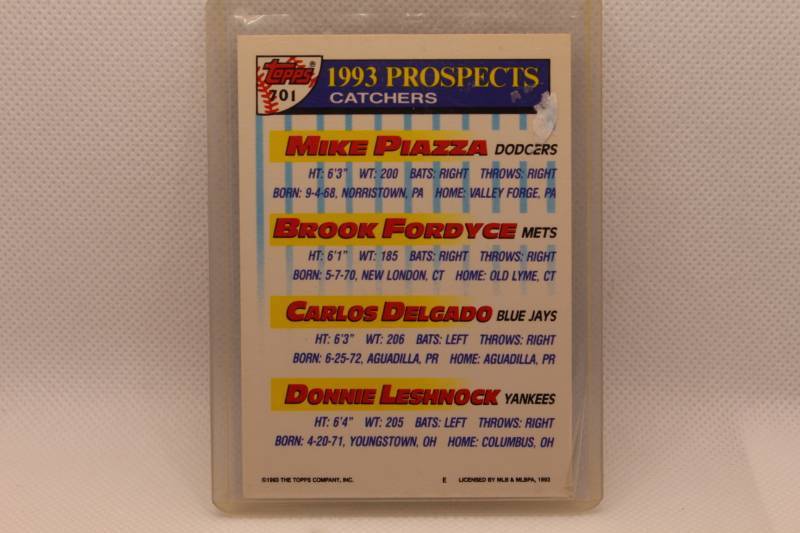 TOPPS®
701
1993 PROSPECTS
CATCHERS
MIKE PIAZZA DODGERS
HT: 6'3" WT: 200 BATS: RIGHT THROWS: RIGHT
BORN: 9-4-68, NORRISTOWN, PA HOME: VALLEY FORGE, PA
BROOK FORDYCE METS
HT: 6'1" WT: 185 BATS: RIGHT THROWS: RIGHT
BORN: 5-7-70, NEW LONDON, CT HOME: OLD LYME, CT
CARLOS DELGADO BLUE JAYS
HT: 6'3" WT: 206 BATS: LEFT THROWS: RIGHT
BORN: 6-25-72, AGUADILLA, PR HOME: AGUADILLA, PR
DONNIE LESHNOCK YANKEES
HT: 6'4" WT: 205 BATS: LEFT THROWS: RIGHT
BORN: 4-20-71, YOUNGSTOWN, OH HOME: COLUMBUS, OH
©1993 THE TOPPS COMPANY, INC. E LICENSED BY MLB & MLBPA, 1993